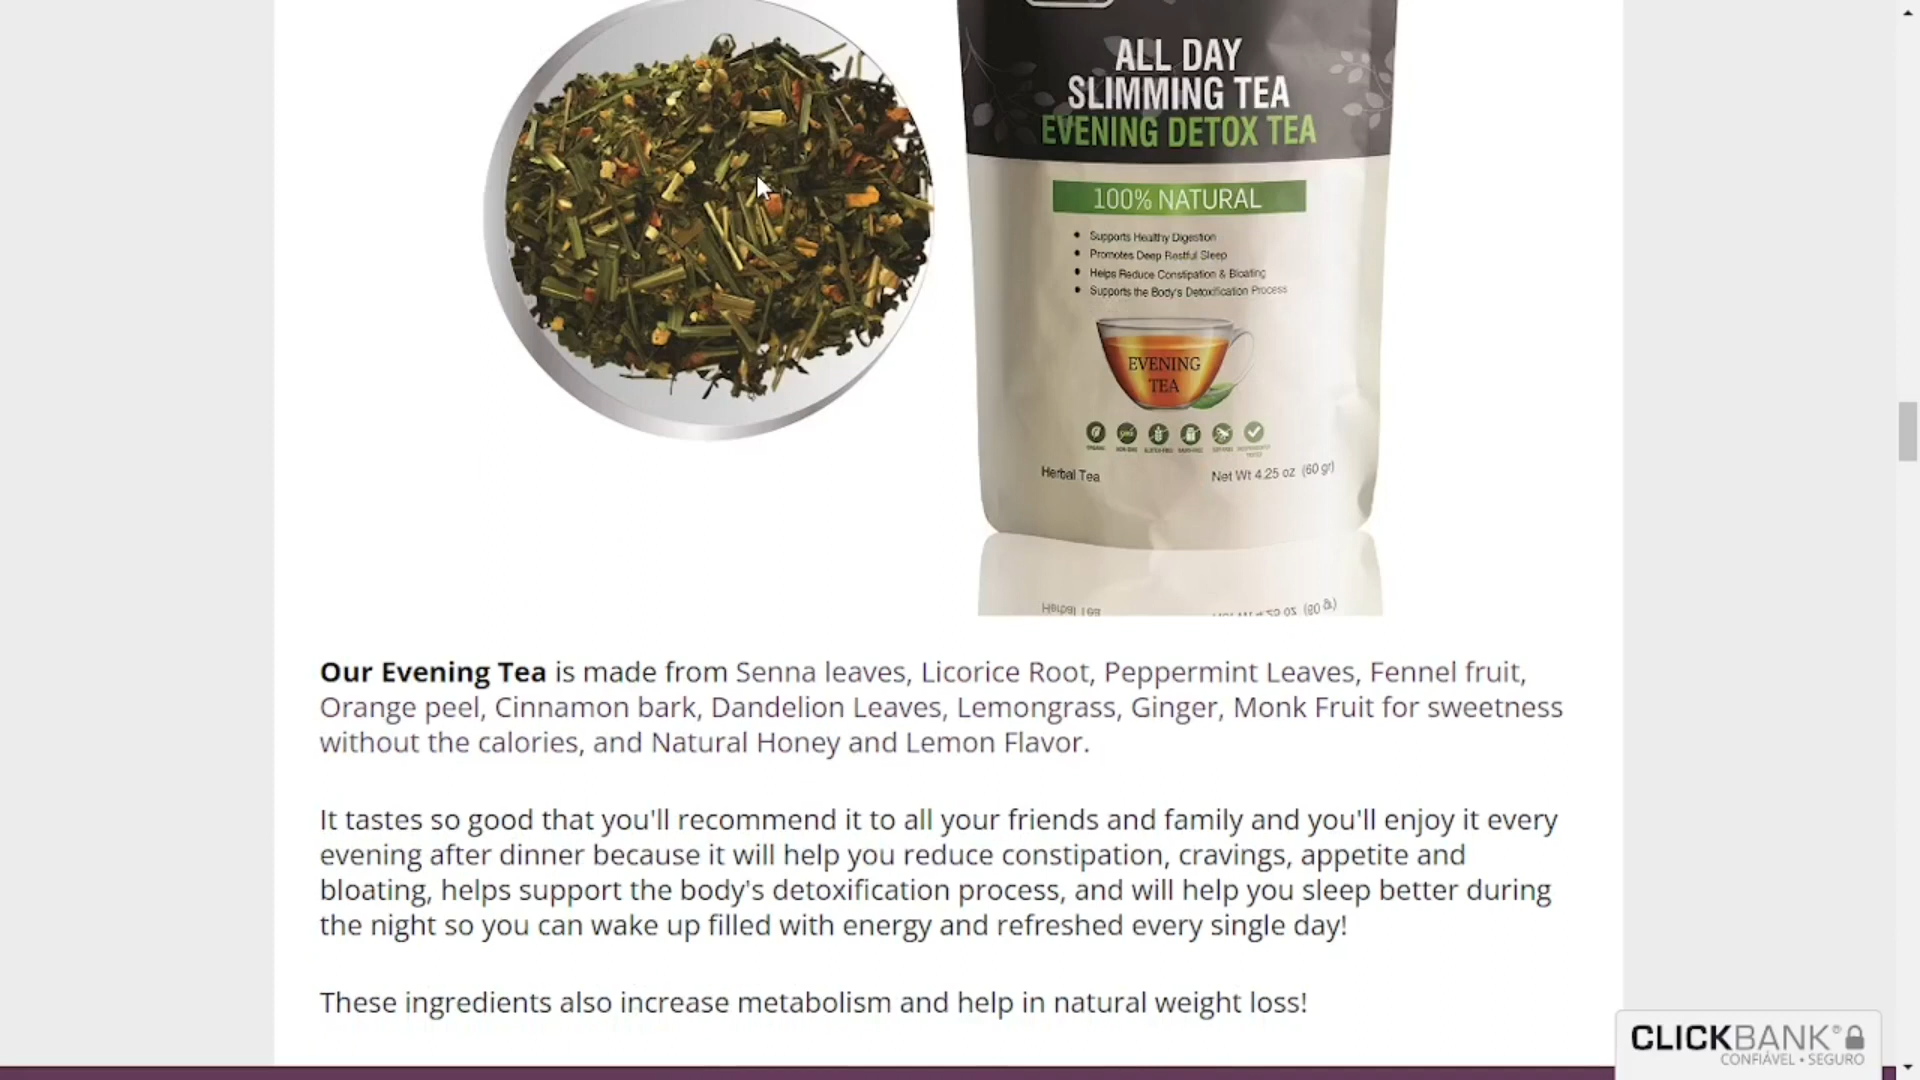 ALL DAY
SLIMMING TEA
EVENING DETOX TEA
100% NATURAL
Supports Healthy Digestion
Promotes Deep Restful Sleep
Helps Reduce Constipation & Bloating
Supports the Body's Detoxification Process
EVENING
TEA
Herbal Tea
Net Wt 4.25 oz (60 gr)
Our Evening Tea is made from Senna leaves, Licorice Root, Peppermint Leaves, Fennel fruit,
Orange peel, Cinnamon bark, Dandelion Leaves, Lemongrass, Ginger, Monk Fruit for sweetness
without the calories, and Natural Honey and Lemon Flavor.
It tastes so good that you'll recommend it to all your friends and family and you'll enjoy it every
evening after dinner because it will help you reduce constipation, cravings, appetite and
bloating, helps support the body's detoxification process, and will help you sleep better during
the night so you can wake up filled with energy and refreshed every single day!
These ingredients also increase metabolism and help in natural weight loss!
CLICKBANK®
CONFIÁVEL • SEGURO